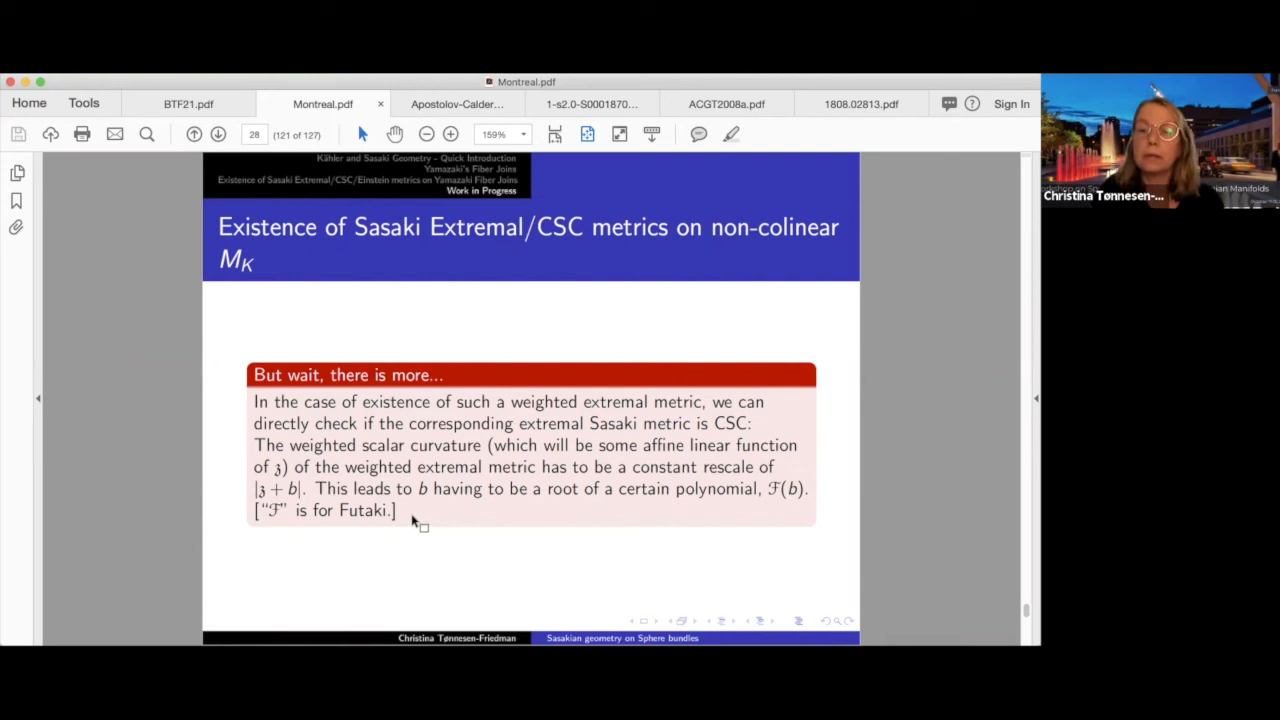 Montreal.pdf
Home Tools BTF21.pdf Montreal.pdf × Apostolov-Calder... 1-s2.0-S0001870... ACGT2008a.pdf 1808.02813.pdf Sign In
28 (121 of 127) 159%
Kähler and Sasaki Geometry - Quick Introduction
Yamazaki's Fiber Joins
Existence of Sasaki Extremal/CSC/Einstein metrics on Yamazaki Fiber Joins
Work in Progress
Existence of Sasaki Extremal/CSC metrics on non-colinear
M_K
But wait, there is more...
In the case of existence of such a weighted extremal metric, we can
directly check if the corresponding extremal Sasaki metric is CSC:
The weighted scalar curvature (which will be some affine linear function
of 𝔷) of the weighted extremal metric has to be a constant rescale of
|𝔷 + b|. This leads to b having to be a root of a certain polynomial, ℱ(b).
["ℱ" is for Futaki.]
Christina Tønnesen-Friedman Sasakian geometry on Sphere bundles
Christina Tønnesen-...
ian Manifolds